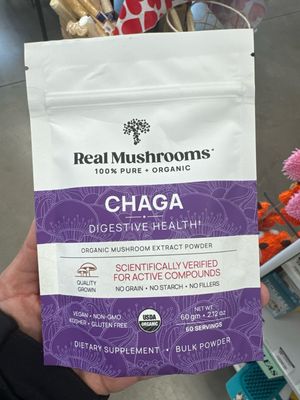 Real Mushrooms
100% PURE + ORGANIC
CHAGA
DIGESTIVE HEALTH†
ORGANIC MUSHROOM EXTRACT POWDER
QUALITY
GROWN
SCIENTIFICALLY VERIFIED
FOR ACTIVE COMPOUNDS
NO GRAIN • NO STARCH • NO FILLERS
VEGAN • NON-GMO
KOSHER • GLUTEN FREE
USDA
ORGANIC
NET WT
60 gm • 2.12 oz
60 SERVINGS
DIETARY SUPPLEMENT • BULK POWDER